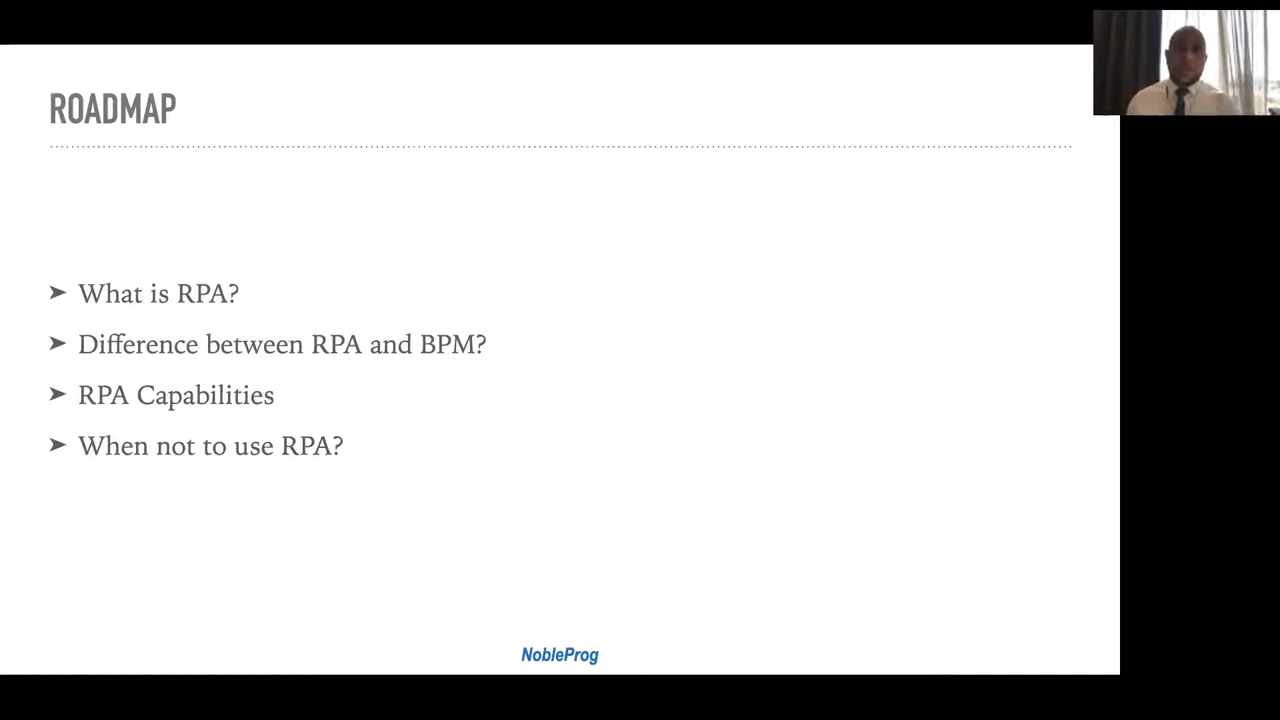 ROADMAP
➤ What is RPA?
➤ Difference between RPA and BPM?
➤ RPA Capabilities
➤ When not to use RPA?
NobleProg